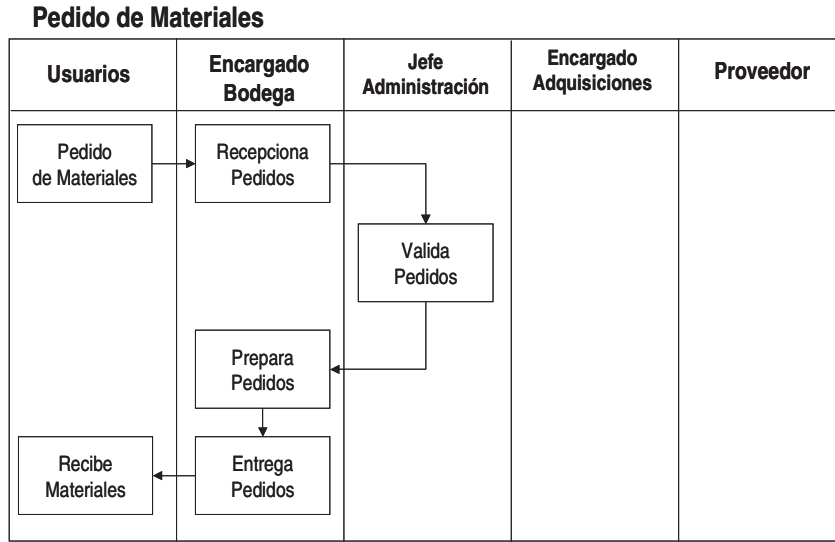 Pedido de Materiales
Usuarios
Encargado
Bodega
Jefe
Administración
Encargado
Adquisiciones
Proveedor
Pedido
de Materiales
Recepciona
Pedidos
Valida
Pedidos
Prepara
Pedidos
Recibe
Materiales
Entrega
Pedidos